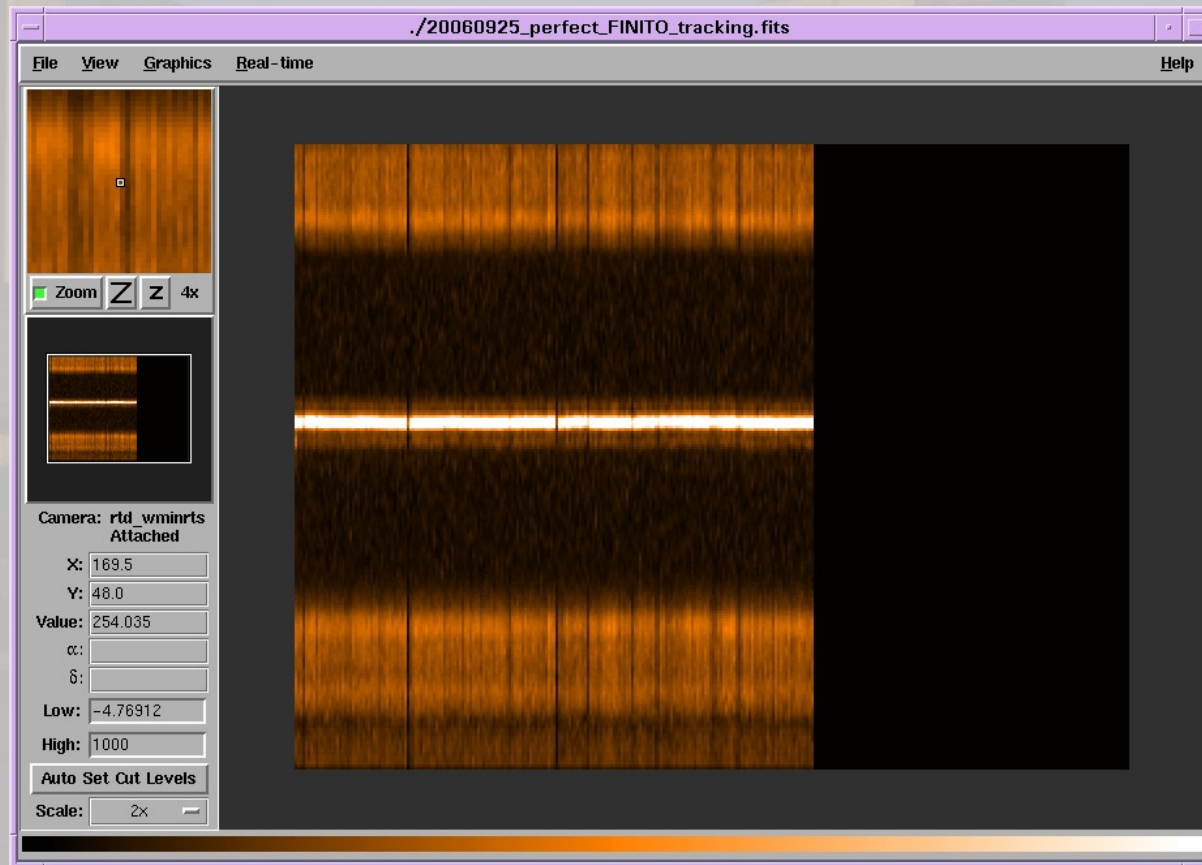 ./20060925_perfect_FINITO_tracking.fits
File View Graphics Real-time Help
Zoom Z z 4x
Camera: rtd_wminrts
Attached
X: 169.5
Y: 48.0
Value: 254.035
α:
δ:
Low: -4.76912
High: 1000
Auto Set Cut Levels
Scale: 2x